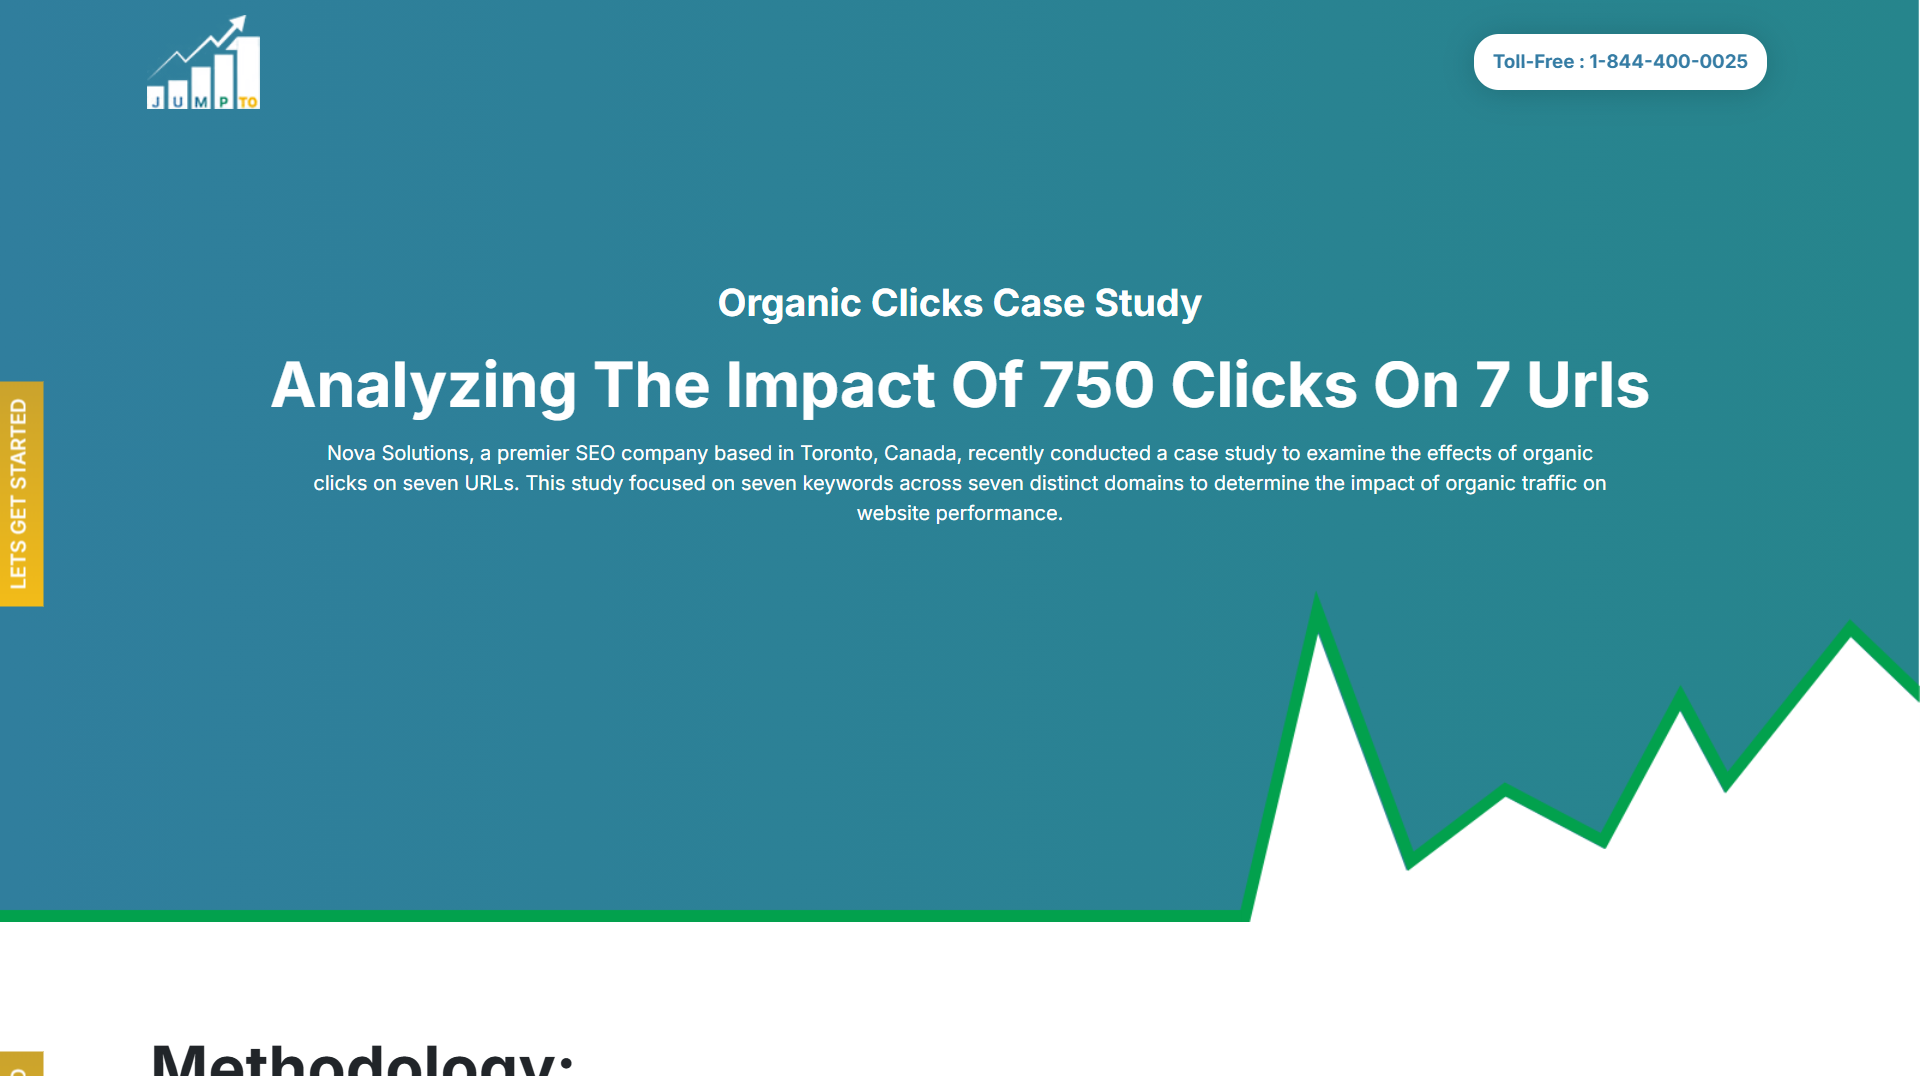 JUMPTO
Toll-Free : 1-844-400-0025
Organic Clicks Case Study
Analyzing The Impact Of 750 Clicks On 7 Urls
Nova Solutions, a premier SEO company based in Toronto, Canada, recently conducted a case study to examine the effects of organic
clicks on seven URLs. This study focused on seven keywords across seven distinct domains to determine the impact of organic traffic on
website performance.
LETS GET STARTED
Methodology: